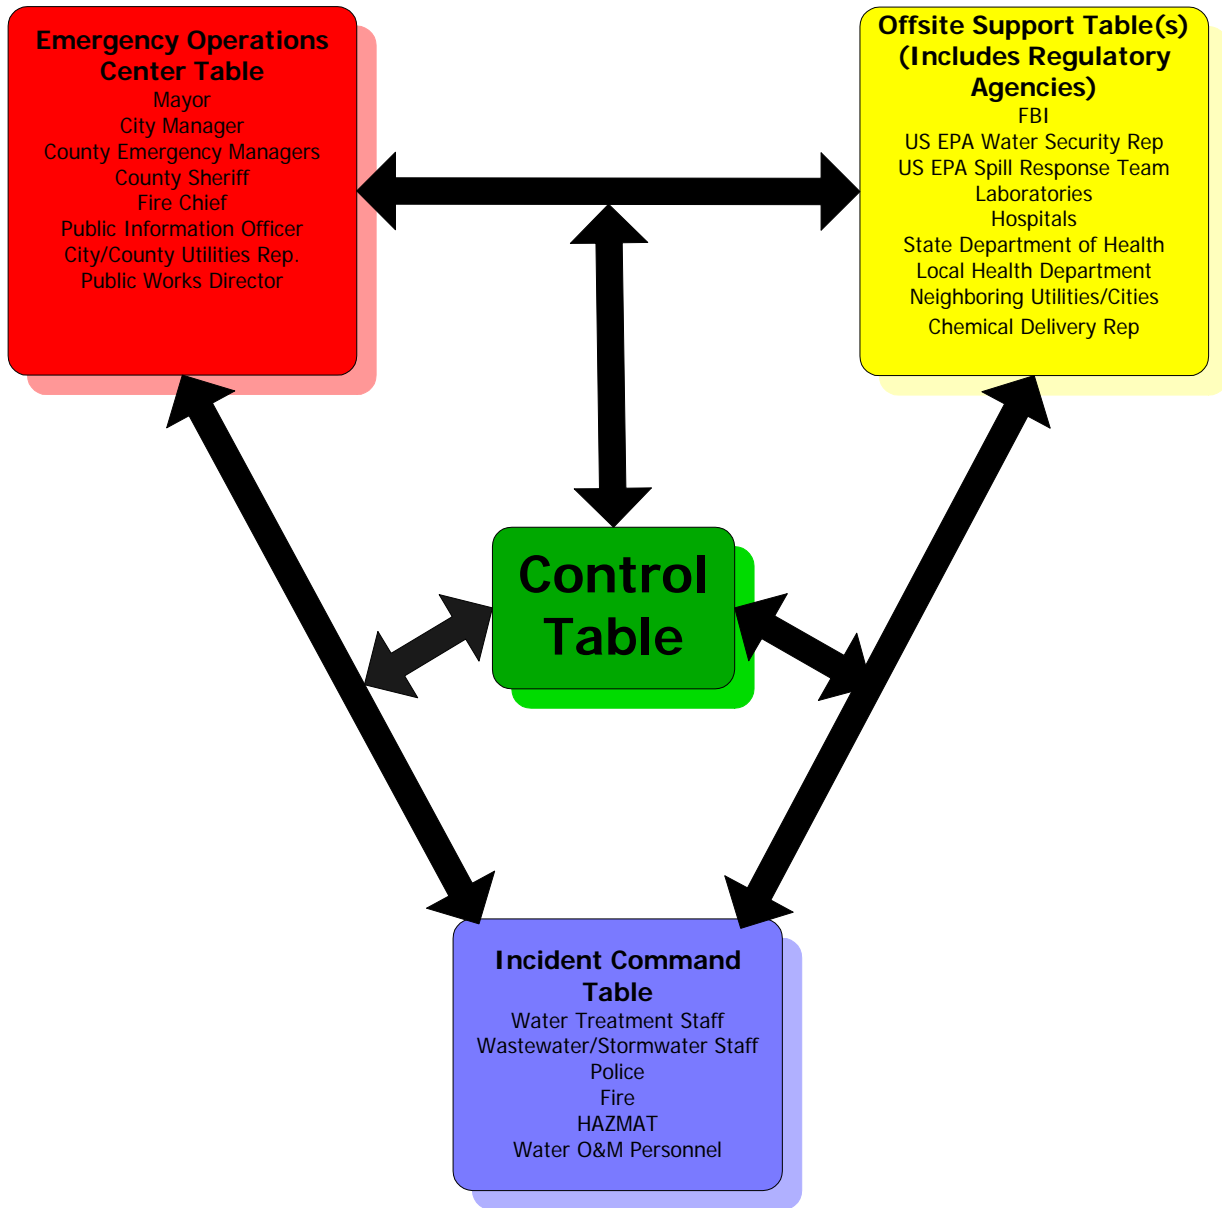 Emergency Operations
Center Table
Mayor
City Manager
County Emergency Managers
County Sheriff
Fire Chief
Public Information Officer
City/County Utilities Rep.
Public Works Director
Offsite Support Table(s)
(Includes Regulatory
Agencies)
FBI
US EPA Water Security Rep
US EPA Spill Response Team
Laboratories
Hospitals
State Department of Health
Local Health Department
Neighboring Utilities/Cities
Chemical Delivery Rep
Control
Table
Incident Command
Table
Water Treatment Staff
Wastewater/Stormwater Staff
Police
Fire
HAZMAT
Water O&M Personnel